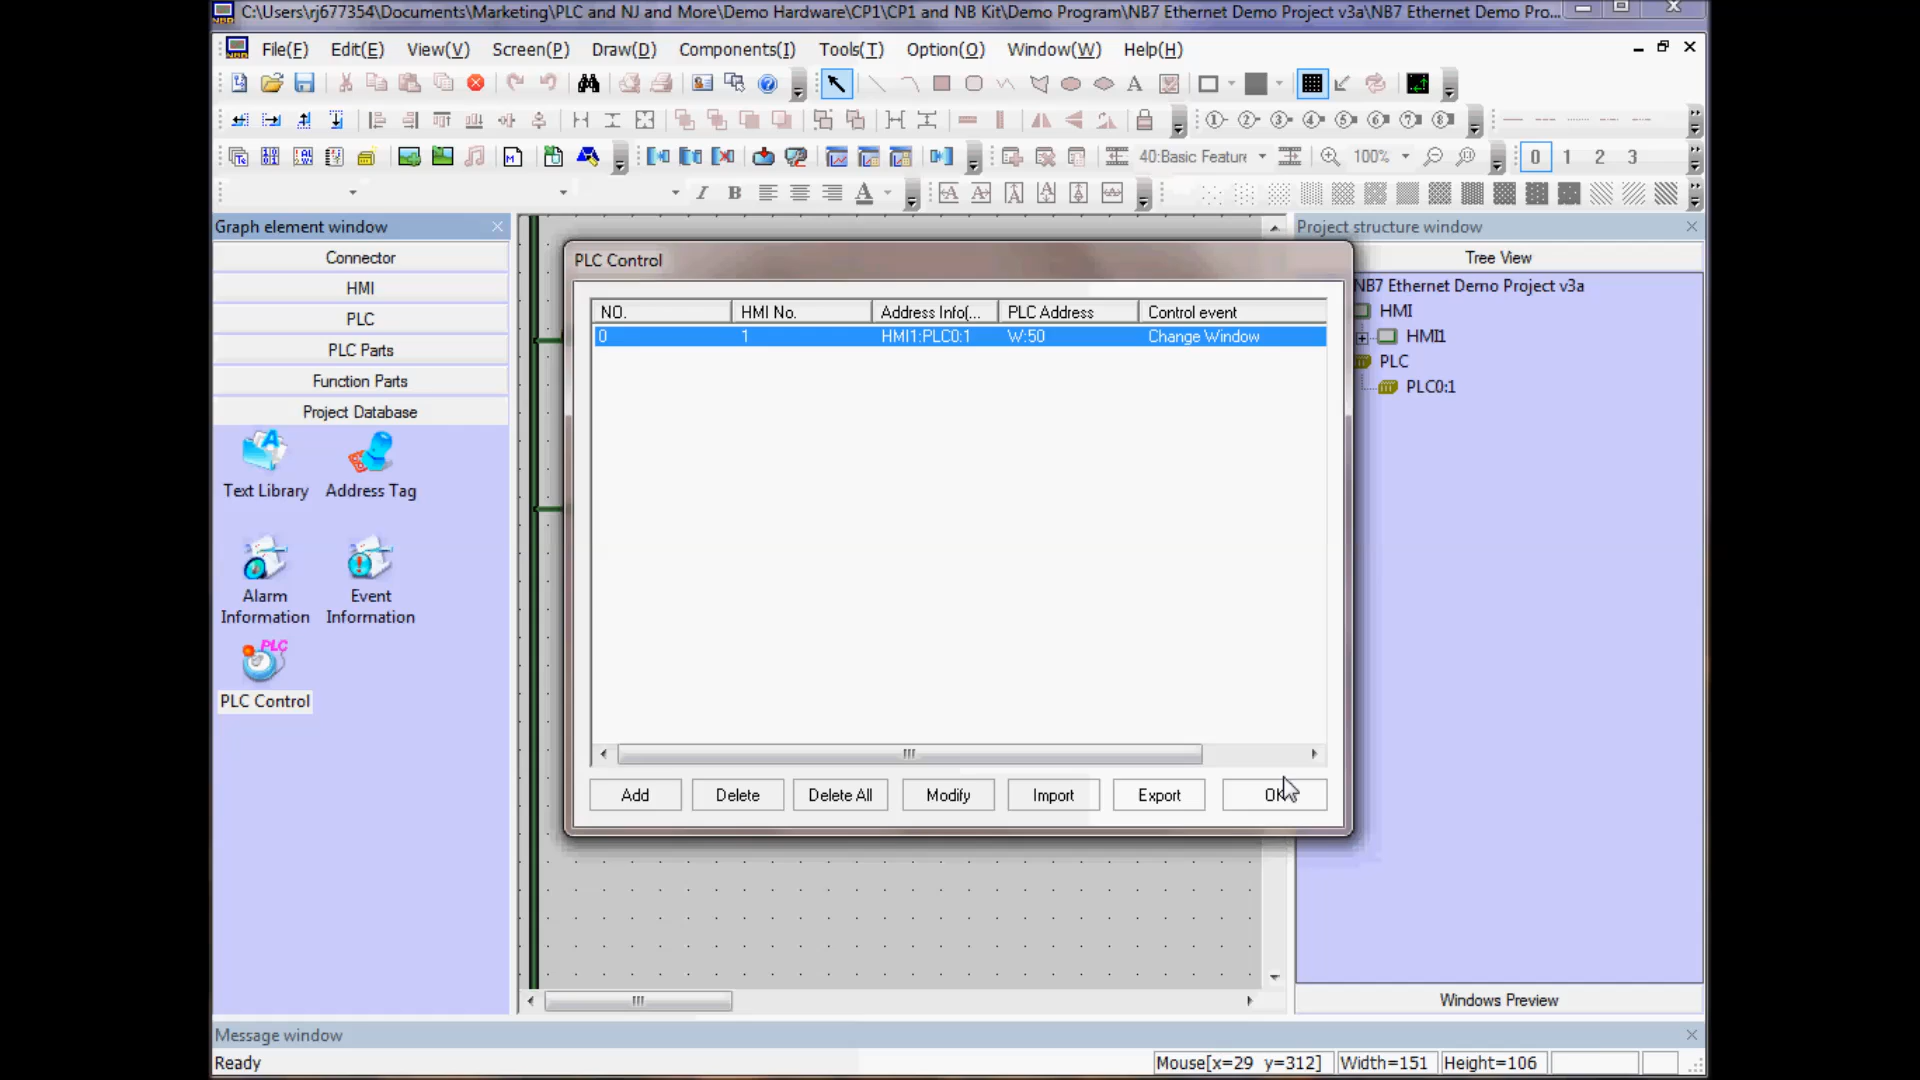 C:\Users\rj677354\Documents\Marketing\PLC and NJ and More\Demo Hardware\CP1\CP1 and NB Kit\Demo Program\NB7 Ethernet Demo Project v3a\NB7 Ethernet Demo Pro...
File(F) Edit(E) View(V) Screen(P) Draw(D) Components(I) Tools(T) Option(O) Window(W) Help(H)
40:Basic Feature 100% 0 1 2 3
Graph element window
Connector
HMI
PLC
PLC Parts
Function Parts
Project Database
Text Library Address Tag
Alarm Information Event Information
PLC Control
PLC Control
NO. HMI No. Address Info(... PLC Address Control event
0 1 HMI1:PLC0:1 W:50 Change Window
Add Delete Delete All Modify Import Export OK
Project structure window
Tree View
NB7 Ethernet Demo Project v3a
HMI
HMI1
PLC
PLC0:1
Windows Preview
Message window
Ready Mouse[x=29 y=312] Width=151 Height=106